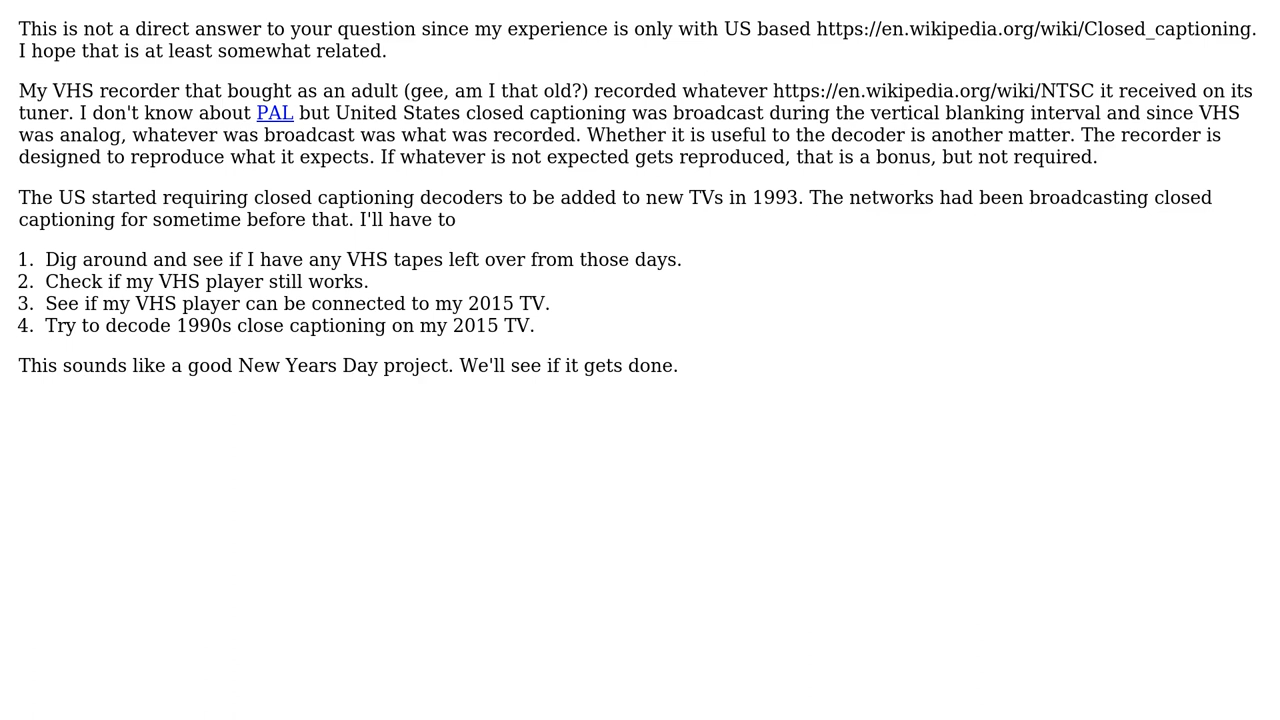 This is not a direct answer to your question since my experience is only with US based https://en.wikipedia.org/wiki/Closed_captioning.
I hope that is at least somewhat related.
My VHS recorder that bought as an adult (gee, am I that old?) recorded whatever https://en.wikipedia.org/wiki/NTSC it received on its
tuner. I don't know about PAL but United States closed captioning was broadcast during the vertical blanking interval and since VHS
was analog, whatever was broadcast was what was recorded. Whether it is useful to the decoder is another matter. The recorder is
designed to reproduce what it expects. If whatever is not expected gets reproduced, that is a bonus, but not required.
The US started requiring closed captioning decoders to be added to new TVs in 1993. The networks had been broadcasting closed
captioning for sometime before that. I'll have to
1. Dig around and see if I have any VHS tapes left over from those days.
2. Check if my VHS player still works.
3. See if my VHS player can be connected to my 2015 TV.
4. Try to decode 1990s close captioning on my 2015 TV.
This sounds like a good New Years Day project. We'll see if it gets done.